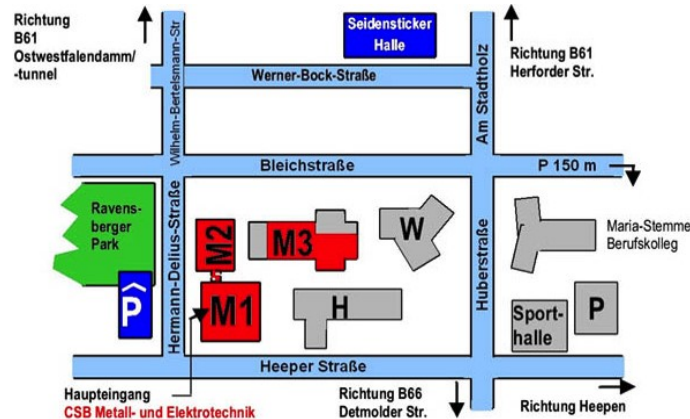 Richtung
B61
Ostwestfalendamm/
-tunnel
Wilhelm-Bertelsmann-Str
Seidensticker
Halle
Werner-Bock-Straße
Am Stadtholz
Richtung B61
Herforder Str.
Bleichstraße
P 150 m
Ravens-
berger
Park
P
Hermann-Delius-Straße
M2
M3
W
Huberstraße
Maria-Stemme
Berufskolleg
M1
H
Sport-
halle
P
Heeper Straße
Haupteingang
CSB Metall- und Elektrotechnik
Richtung B66
Detmolder Str.
Richtung Heepen